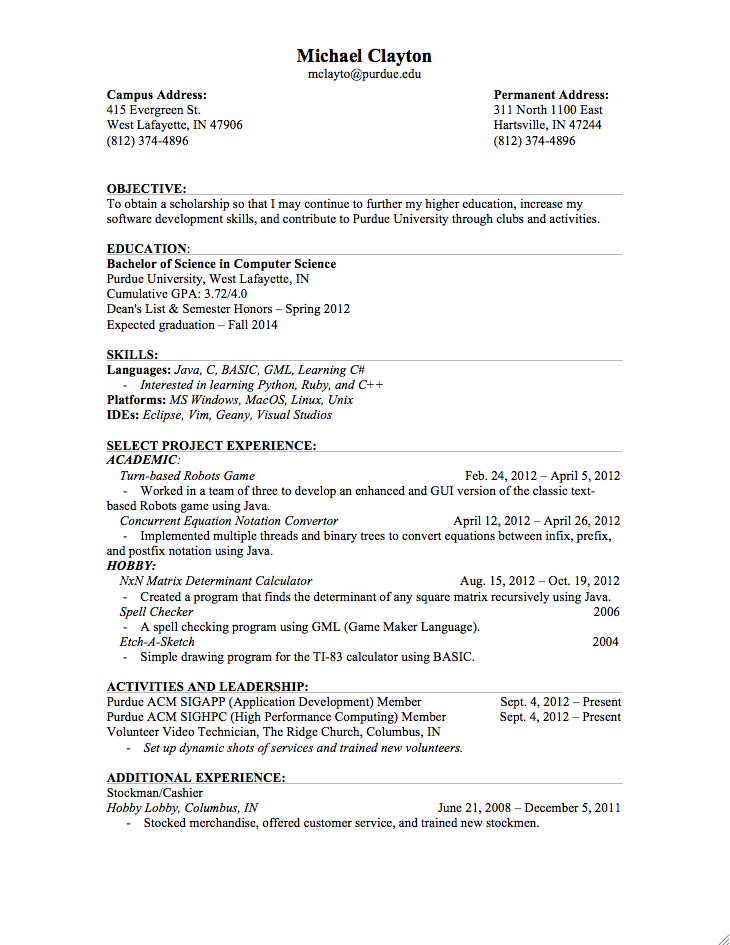 Michael Clayton
mclayto@purdue.edu
Campus Address:
415 Evergreen St.
West Lafayette, IN 47906
(812) 374-4896
Permanent Address:
311 North 1100 East
Hartsville, IN 47244
(812) 374-4896
OBJECTIVE:
To obtain a scholarship so that I may continue to further my higher education, increase my
software development skills, and contribute to Purdue University through clubs and activities.
EDUCATION:
Bachelor of Science in Computer Science
Purdue University, West Lafayette, IN
Cumulative GPA: 3.72/4.0
Dean's List & Semester Honors – Spring 2012
Expected graduation – Fall 2014
SKILLS:
Languages: Java, C, BASIC, GML, Learning C#
- Interested in learning Python, Ruby, and C++
Platforms: MS Windows, MacOS, Linux, Unix
IDEs: Eclipse, Vim, Geany, Visual Studios
SELECT PROJECT EXPERIENCE:
ACADEMIC:
Turn-based Robots Game Feb. 24, 2012 – April 5, 2012
- Worked in a team of three to develop an enhanced and GUI version of the classic text-
based Robots game using Java.
Concurrent Equation Notation Convertor April 12, 2012 – April 26, 2012
- Implemented multiple threads and binary trees to convert equations between infix, prefix,
and postfix notation using Java.
HOBBY:
NxN Matrix Determinant Calculator Aug. 15, 2012 – Oct. 19, 2012
- Created a program that finds the determinant of any square matrix recursively using Java.
Spell Checker 2006
- A spell checking program using GML (Game Maker Language).
Etch-A-Sketch 2004
- Simple drawing program for the TI-83 calculator using BASIC.
ACTIVITIES AND LEADERSHIP:
Purdue ACM SIGAPP (Application Development) Member Sept. 4, 2012 – Present
Purdue ACM SIGHPC (High Performance Computing) Member Sept. 4, 2012 – Present
Volunteer Video Technician, The Ridge Church, Columbus, IN
- Set up dynamic shots of services and trained new volunteers.
ADDITIONAL EXPERIENCE:
Stockman/Cashier
Hobby Lobby, Columbus, IN June 21, 2008 – December 5, 2011
- Stocked merchandise, offered customer service, and trained new stockmen.